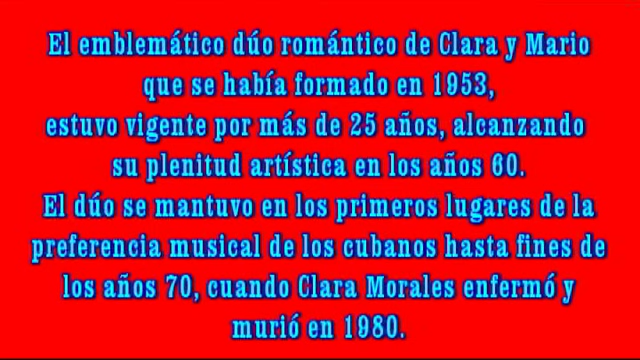 El emblemático dúo romántico de Clara y Mario
que se había formado en 1953,
estuvo vigente por más de 25 años, alcanzando
su plenitud artística en los años 60.
El dúo se mantuvo en los primeros lugares de la
preferencia musical de los cubanos hasta fines de
los años 70, cuando Clara Morales enfermó y
murió en 1980.